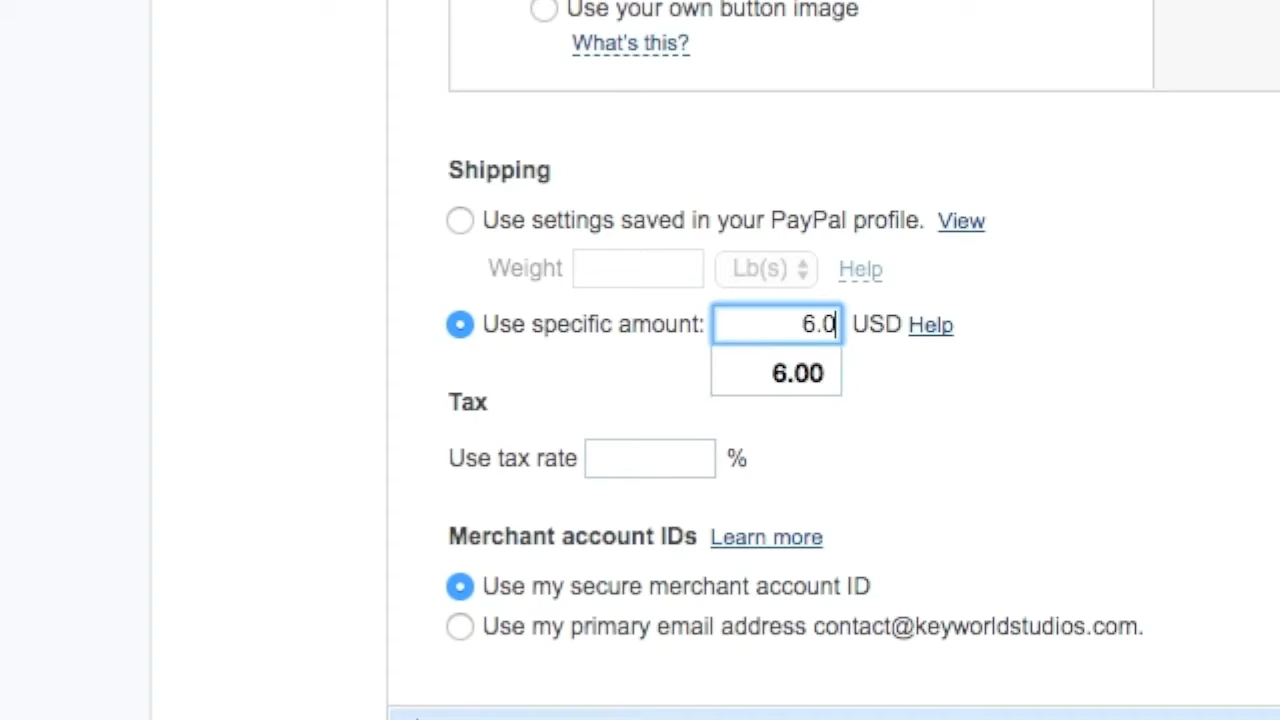 Use your own button image
What's this?
Shipping
Use settings saved in your PayPal profile. View
Weight Lb(s) Help
Use specific amount: 6.0 USD Help
6.00
Tax
Use tax rate %
Merchant account IDs Learn more
Use my secure merchant account ID
Use my primary email address contact@keyworldstudios.com.